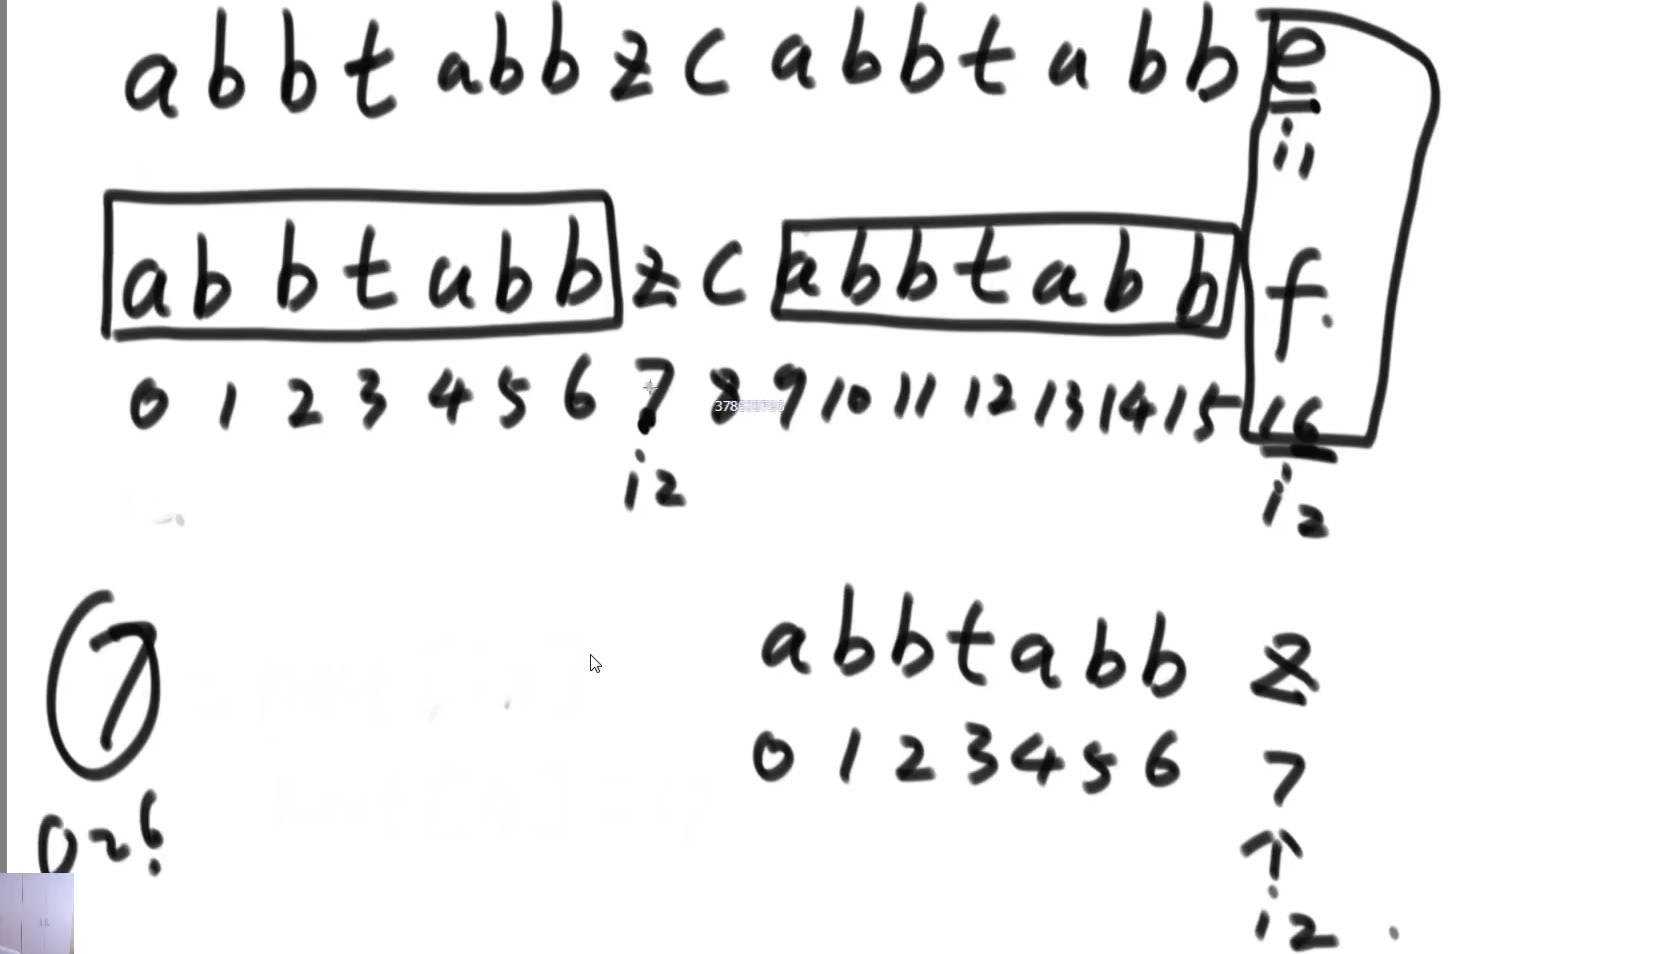 a b b t a b b z c a b b t a b b e
i1
a b b t a b b z c a b b t a b b f
0 1 2 3 4 5 6 7 8 9 10 11 12 13 14 15 16
i2 i2
7
0~6
a b b t a b b z
0 1 2 3 4 5 6 7
↑
i2